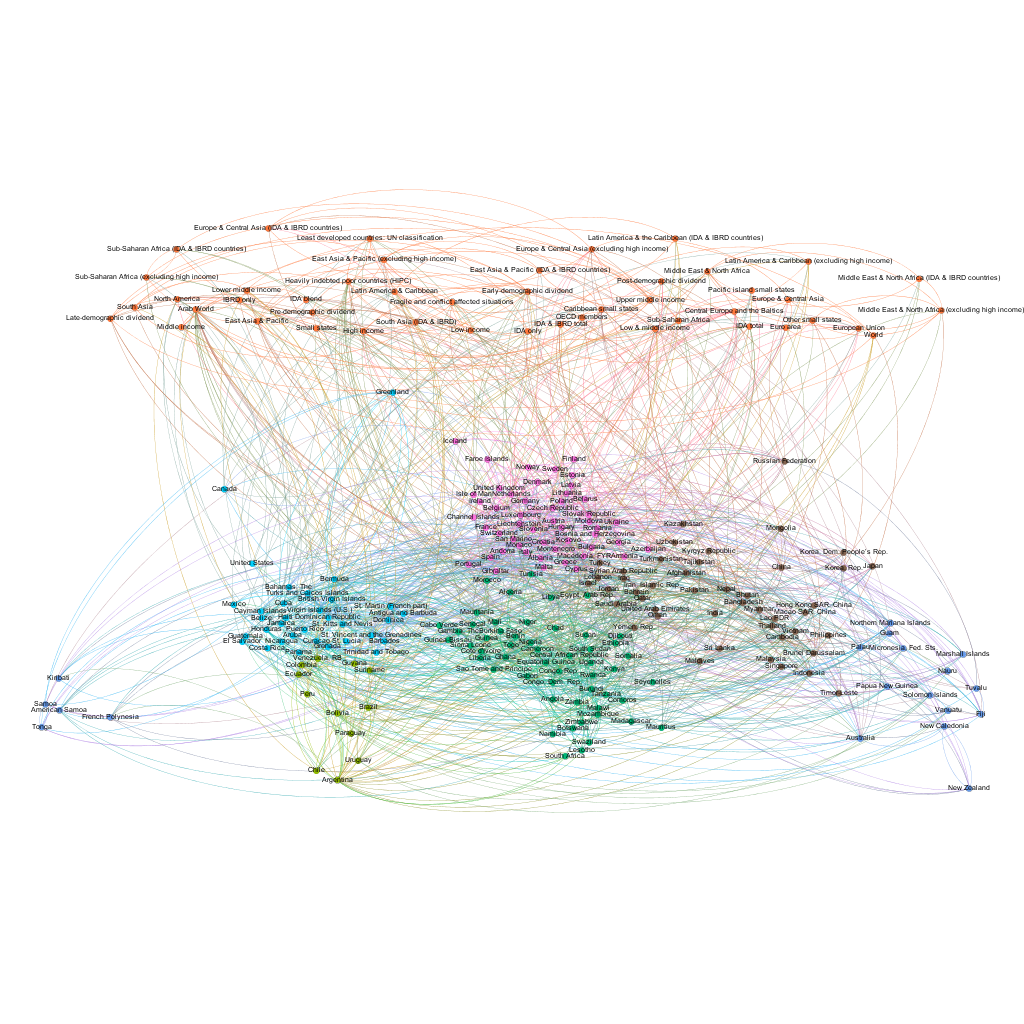 Europe & Central Asia (IDA & IBRD countries)
Least developed countries: UN classification
Latin America & the Caribbean (IDA & IBRD countries)
Sub-Saharan Africa (IDA & IBRD countries)
Europe & Central Asia (excluding high income)
East Asia & Pacific (excluding high income)
Latin America & Caribbean (excluding high income)
East Asia & Pacific (IDA & IBRD countries)
Middle East & North Africa
Sub-Saharan Africa (excluding high income)
Heavily indebted poor countries (HIPC)
Post-demographic dividend
Middle East & North Africa (IDA & IBRD countries)
Lower middle income
Latin America & Caribbean
Early-demographic dividend
Pacific island small states
North America
IBRD only
IDA blend
Fragile and conflict affected situations
Upper middle income
Europe & Central Asia
South Asia
Arab World
Pre-demographic dividend
Caribbean small states
Central Europe and the Baltics
Middle East & North Africa (excluding high income)
Late-demographic dividend
East Asia & Pacific
South Asia (IDA & IBRD)
OECD members
Sub-Saharan Africa
Other small states
Middle income
Small states
High income
Low income
IDA only
IDA & IBRD total
Low & middle income
IDA total
Euro area
European Union
World
Greenland
Iceland
Faroe Islands
Finland
Russian Federation
Norway
Sweden
Estonia
Canada
Denmark
Latvia
United Kingdom
Isle of Man
Netherlands
Lithuania
Ireland
Germany
Poland
Belarus
Belgium
Czech Republic
Channel Islands
Luxembourg
Slovak Republic
France
Liechtenstein
Austria
Moldova
Ukraine
Kazakhstan
Mongolia
Switzerland
Slovenia
Hungary
Romania
San Marino
Croatia
Kosovo
Bosnia and Herzegovina
Monaco
Georgia
Uzbekistan
Andorra
Italy
Montenegro
Bulgaria
Azerbaijan
Kyrgyz Republic
Korea, Dem. People's Rep.
Spain
Albania
Macedonia, FYR
Armenia
Turkmenistan
Tajikistan
United States
Portugal
Malta
Greece
Turkey
China
Korea, Rep.
Japan
Gibraltar
Tunisia
Cyprus
Syrian Arab Republic
Afghanistan
Bermuda
Morocco
Lebanon
Iraq
Israel
Iran, Islamic Rep.
Bahamas, The
Turks and Caicos Islands
Algeria
Libya
Egypt, Arab Rep.
Jordan
Bahrain
Pakistan
Nepal
Bhutan
British Virgin Islands
Qatar
Bangladesh
Mexico
Cuba
St. Martin (French part)
Saudi Arabia
Myanmar
Hong Kong SAR, China
Cayman Islands
Virgin Islands (U.S.)
Antigua and Barbuda
Mauritania
United Arab Emirates
Oman
India
Macao SAR, China
Belize
Haiti
Dominican Republic
Dominica
Lao PDR
Jamaica
St. Kitts and Nevis
Cabo Verde
Senegal
Mali
Niger
Yemen, Rep.
Thailand
Northern Mariana Islands
Honduras
Puerto Rico
Gambia, The
Burkina Faso
Chad
Vietnam
Guam
Guatemala
Aruba
St. Vincent and the Grenadines
Guinea-Bissau
Guinea
Benin
Sudan
Djibouti
Cambodia
Philippines
El Salvador
Nicaragua
Curacao
St. Lucia
Barbados
Sierra Leone
Togo
Nigeria
Ethiopia
Costa Rica
Grenada
Cote d'Ivoire
Cameroon
South Sudan
Sri Lanka
Palau
Micronesia, Fed. Sts.
Panama
Trinidad and Tobago
Liberia
Ghana
Central African Republic
Somalia
Brunei Darussalam
Marshall Islands
Venezuela, RB
Equatorial Guinea
Uganda
Maldives
Malaysia
Colombia
Guyana
Sao Tome and Principe
Congo, Rep.
Kenya
Singapore
Suriname
Gabon
Rwanda
Indonesia
Nauru
Ecuador
Kiribati
Congo, Dem. Rep.
Seychelles
Papua New Guinea
Tuvalu
Burundi
Peru
Tanzania
Timor-Leste
Solomon Islands
Angola
Zambia
Comoros
Samoa
Brazil
Malawi
American Samoa
Bolivia
Mozambique
Vanuatu
Fiji
French Polynesia
Zimbabwe
Madagascar
Tonga
Botswana
Mauritius
New Caledonia
Paraguay
Namibia
Australia
Swaziland
Lesotho
South Africa
Uruguay
Chile
Argentina
New Zealand